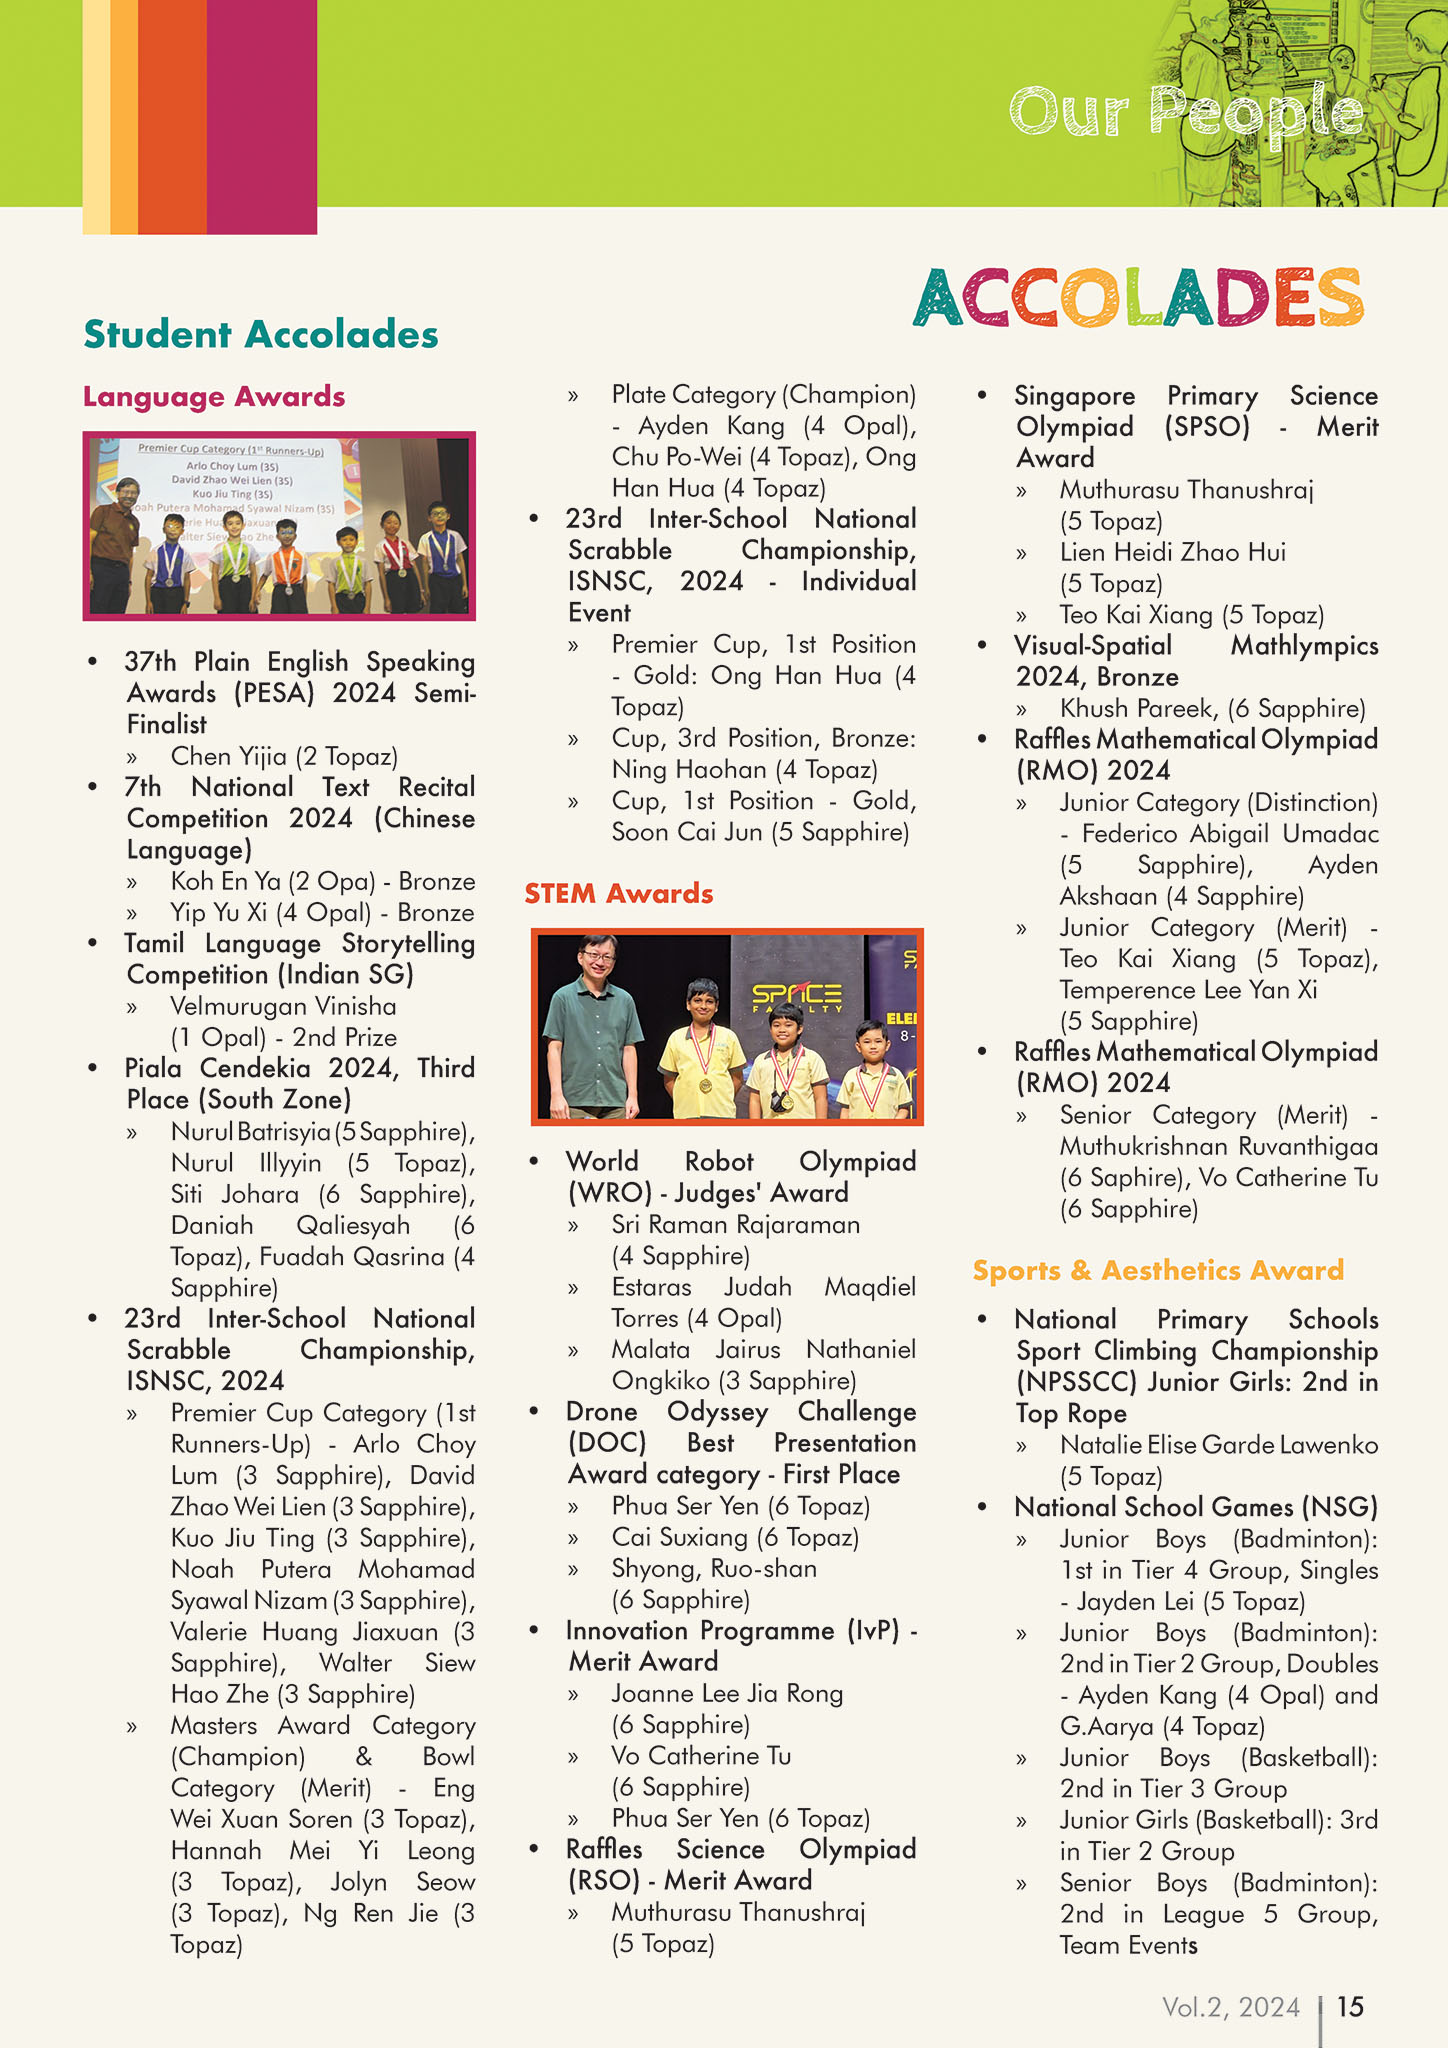 Our People
ACCOLADES
Student Accolades
Language Awards
Premier Cup Category (1st Runners-Up)
Arlo Choy Lum (3S)
David Zhao Wei Lien (3S)
Kuo Jiu Ting (3S)
Noah Putera Mohamad Syawal Nizam (3S)
• 37th Plain English Speaking
Awards (PESA) 2024 Semi-
Finalist
» Chen Yijia (2 Topaz)
• 7th National Text Recital
Competition 2024 (Chinese
Language)
» Koh En Ya (2 Opa) - Bronze
» Yip Yu Xi (4 Opal) - Bronze
• Tamil Language Storytelling
Competition (Indian SG)
» Velmurugan Vinisha
(1 Opal) - 2nd Prize
• Piala Cendekia 2024, Third
Place (South Zone)
» Nurul Batrisyia (5 Sapphire),
Nurul Illyyin (5 Topaz),
Siti Johara (6 Sapphire),
Daniah Qaliesyah (6
Topaz), Fuadah Qasrina (4
Sapphire)
• 23rd Inter-School National
Scrabble Championship,
ISNSC, 2024
» Premier Cup Category (1st
Runners-Up) - Arlo Choy
Lum (3 Sapphire), David
Zhao Wei Lien (3 Sapphire),
Kuo Jiu Ting (3 Sapphire),
Noah Putera Mohamad
Syawal Nizam (3 Sapphire),
Valerie Huang Jiaxuan (3
Sapphire), Walter Siew
Hao Zhe (3 Sapphire)
» Masters Award Category
(Champion) & Bowl
Category (Merit) - Eng
Wei Xuan Soren (3 Topaz),
Hannah Mei Yi Leong
(3 Topaz), Jolyn Seow
(3 Topaz), Ng Ren Jie (3
Topaz)
» Plate Category (Champion)
- Ayden Kang (4 Opal),
Chu Po-Wei (4 Topaz), Ong
Han Hua (4 Topaz)
• 23rd Inter-School National
Scrabble Championship,
ISNSC, 2024 - Individual
Event
» Premier Cup, 1st Position
- Gold: Ong Han Hua (4
Topaz)
» Cup, 3rd Position, Bronze:
Ning Haohan (4 Topaz)
» Cup, 1st Position - Gold,
Soon Cai Jun (5 Sapphire)
STEM Awards
SPACE
FACULTY
ELE
8-
• World Robot Olympiad
(WRO) - Judges' Award
» Sri Raman Rajaraman
(4 Sapphire)
» Estaras Judah Maqdiel
Torres (4 Opal)
» Malata Jairus Nathaniel
Ongkiko (3 Sapphire)
• Drone Odyssey Challenge
(DOC) Best Presentation
Award category - First Place
» Phua Ser Yen (6 Topaz)
» Cai Suxiang (6 Topaz)
» Shyong, Ruo-shan
(6 Sapphire)
• Innovation Programme (IvP) -
Merit Award
» Joanne Lee Jia Rong
(6 Sapphire)
» Vo Catherine Tu
(6 Sapphire)
» Phua Ser Yen (6 Topaz)
• Raffles Science Olympiad
(RSO) - Merit Award
» Muthurasu Thanushraj
(5 Topaz)
• Singapore Primary Science
Olympiad (SPSO) - Merit
Award
» Muthurasu Thanushraj
(5 Topaz)
» Lien Heidi Zhao Hui
(5 Topaz)
» Teo Kai Xiang (5 Topaz)
• Visual-Spatial Mathlympics
2024, Bronze
» Khush Pareek, (6 Sapphire)
• Raffles Mathematical Olympiad
(RMO) 2024
» Junior Category (Distinction)
- Federico Abigail Umadac
(5 Sapphire), Ayden
Akshaan (4 Sapphire)
» Junior Category (Merit) -
Teo Kai Xiang (5 Topaz),
Temperence Lee Yan Xi
(5 Sapphire)
• Raffles Mathematical Olympiad
(RMO) 2024
» Senior Category (Merit) -
Muthukrishnan Ruvanthigaa
(6 Saphire), Vo Catherine Tu
(6 Sapphire)
Sports & Aesthetics Award
• National Primary Schools
Sport Climbing Championship
(NPSSCC) Junior Girls: 2nd in
Top Rope
» Natalie Elise Garde Lawenko
(5 Topaz)
• National School Games (NSG)
» Junior Boys (Badminton):
1st in Tier 4 Group, Singles
- Jayden Lei (5 Topaz)
» Junior Boys (Badminton):
2nd in Tier 2 Group, Doubles
- Ayden Kang (4 Opal) and
G.Aarya (4 Topaz)
» Junior Boys (Basketball):
2nd in Tier 3 Group
» Junior Girls (Basketball): 3rd
in Tier 2 Group
» Senior Boys (Badminton):
2nd in League 5 Group,
Team Events
Vol.2, 2024 15